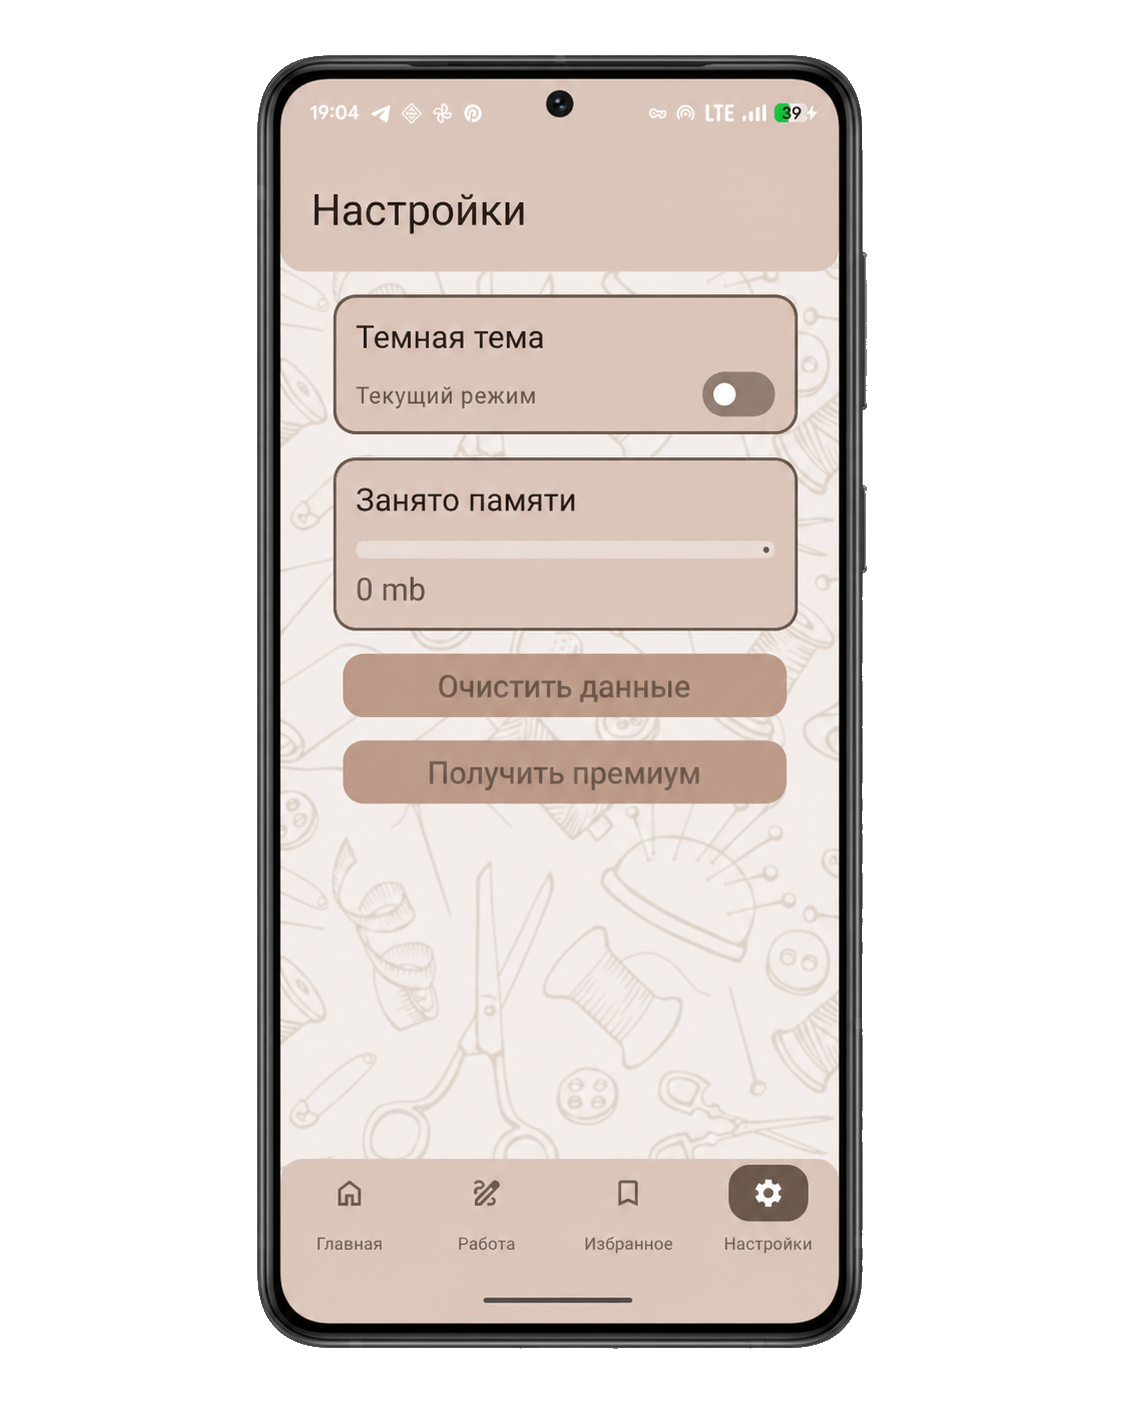 19:04 LTE 39
Настройки
Темная тема
Текущий режим
Занято памяти
0 mb
Очистить данные
Получить премиум
Главная Работа Избранное Настройки